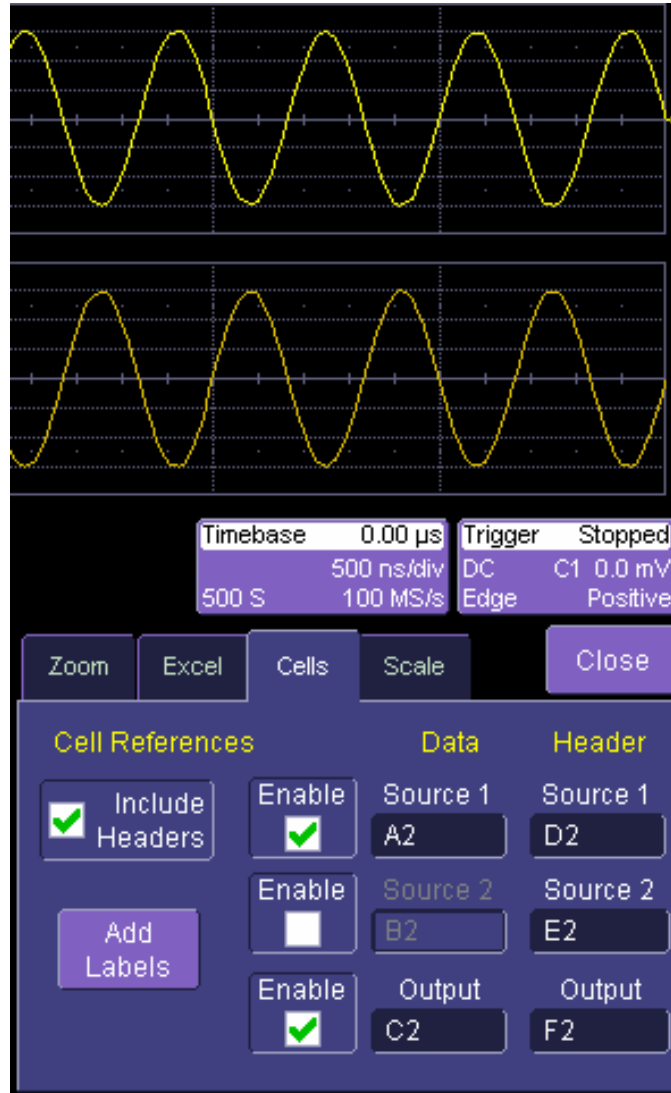 Timebase 0.00 µs
500 ns/div
500 S 100 MS/s
Trigger Stopped
DC C1 0.0 mV
Edge Positive
Zoom Excel Cells Scale Close
Cell References Data Header
Include Headers
Enable
Source 1
A2
Source 1
D2
Enable
Source 2
B2
Source 2
E2
Add Labels
Enable
Output
C2
Output
F2